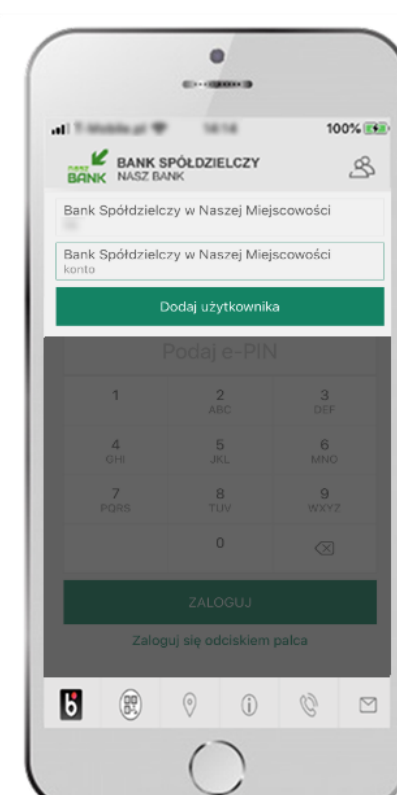 100%
nasz
BANK
BANK SPÓŁDZIELCZY
NASZ BANK
Bank Spółdzielczy w Naszej Miejscowości
Bank Spółdzielczy w Naszej Miejscowości
konto
Dodaj użytkownika
Podaj e-PIN
1 2 3
ABC DEF
4 5 6
GHI JKL MNO
7 8 9
PQRS TUV WXYZ
0
ZALOGUJ
Zaloguj się odciskiem palca